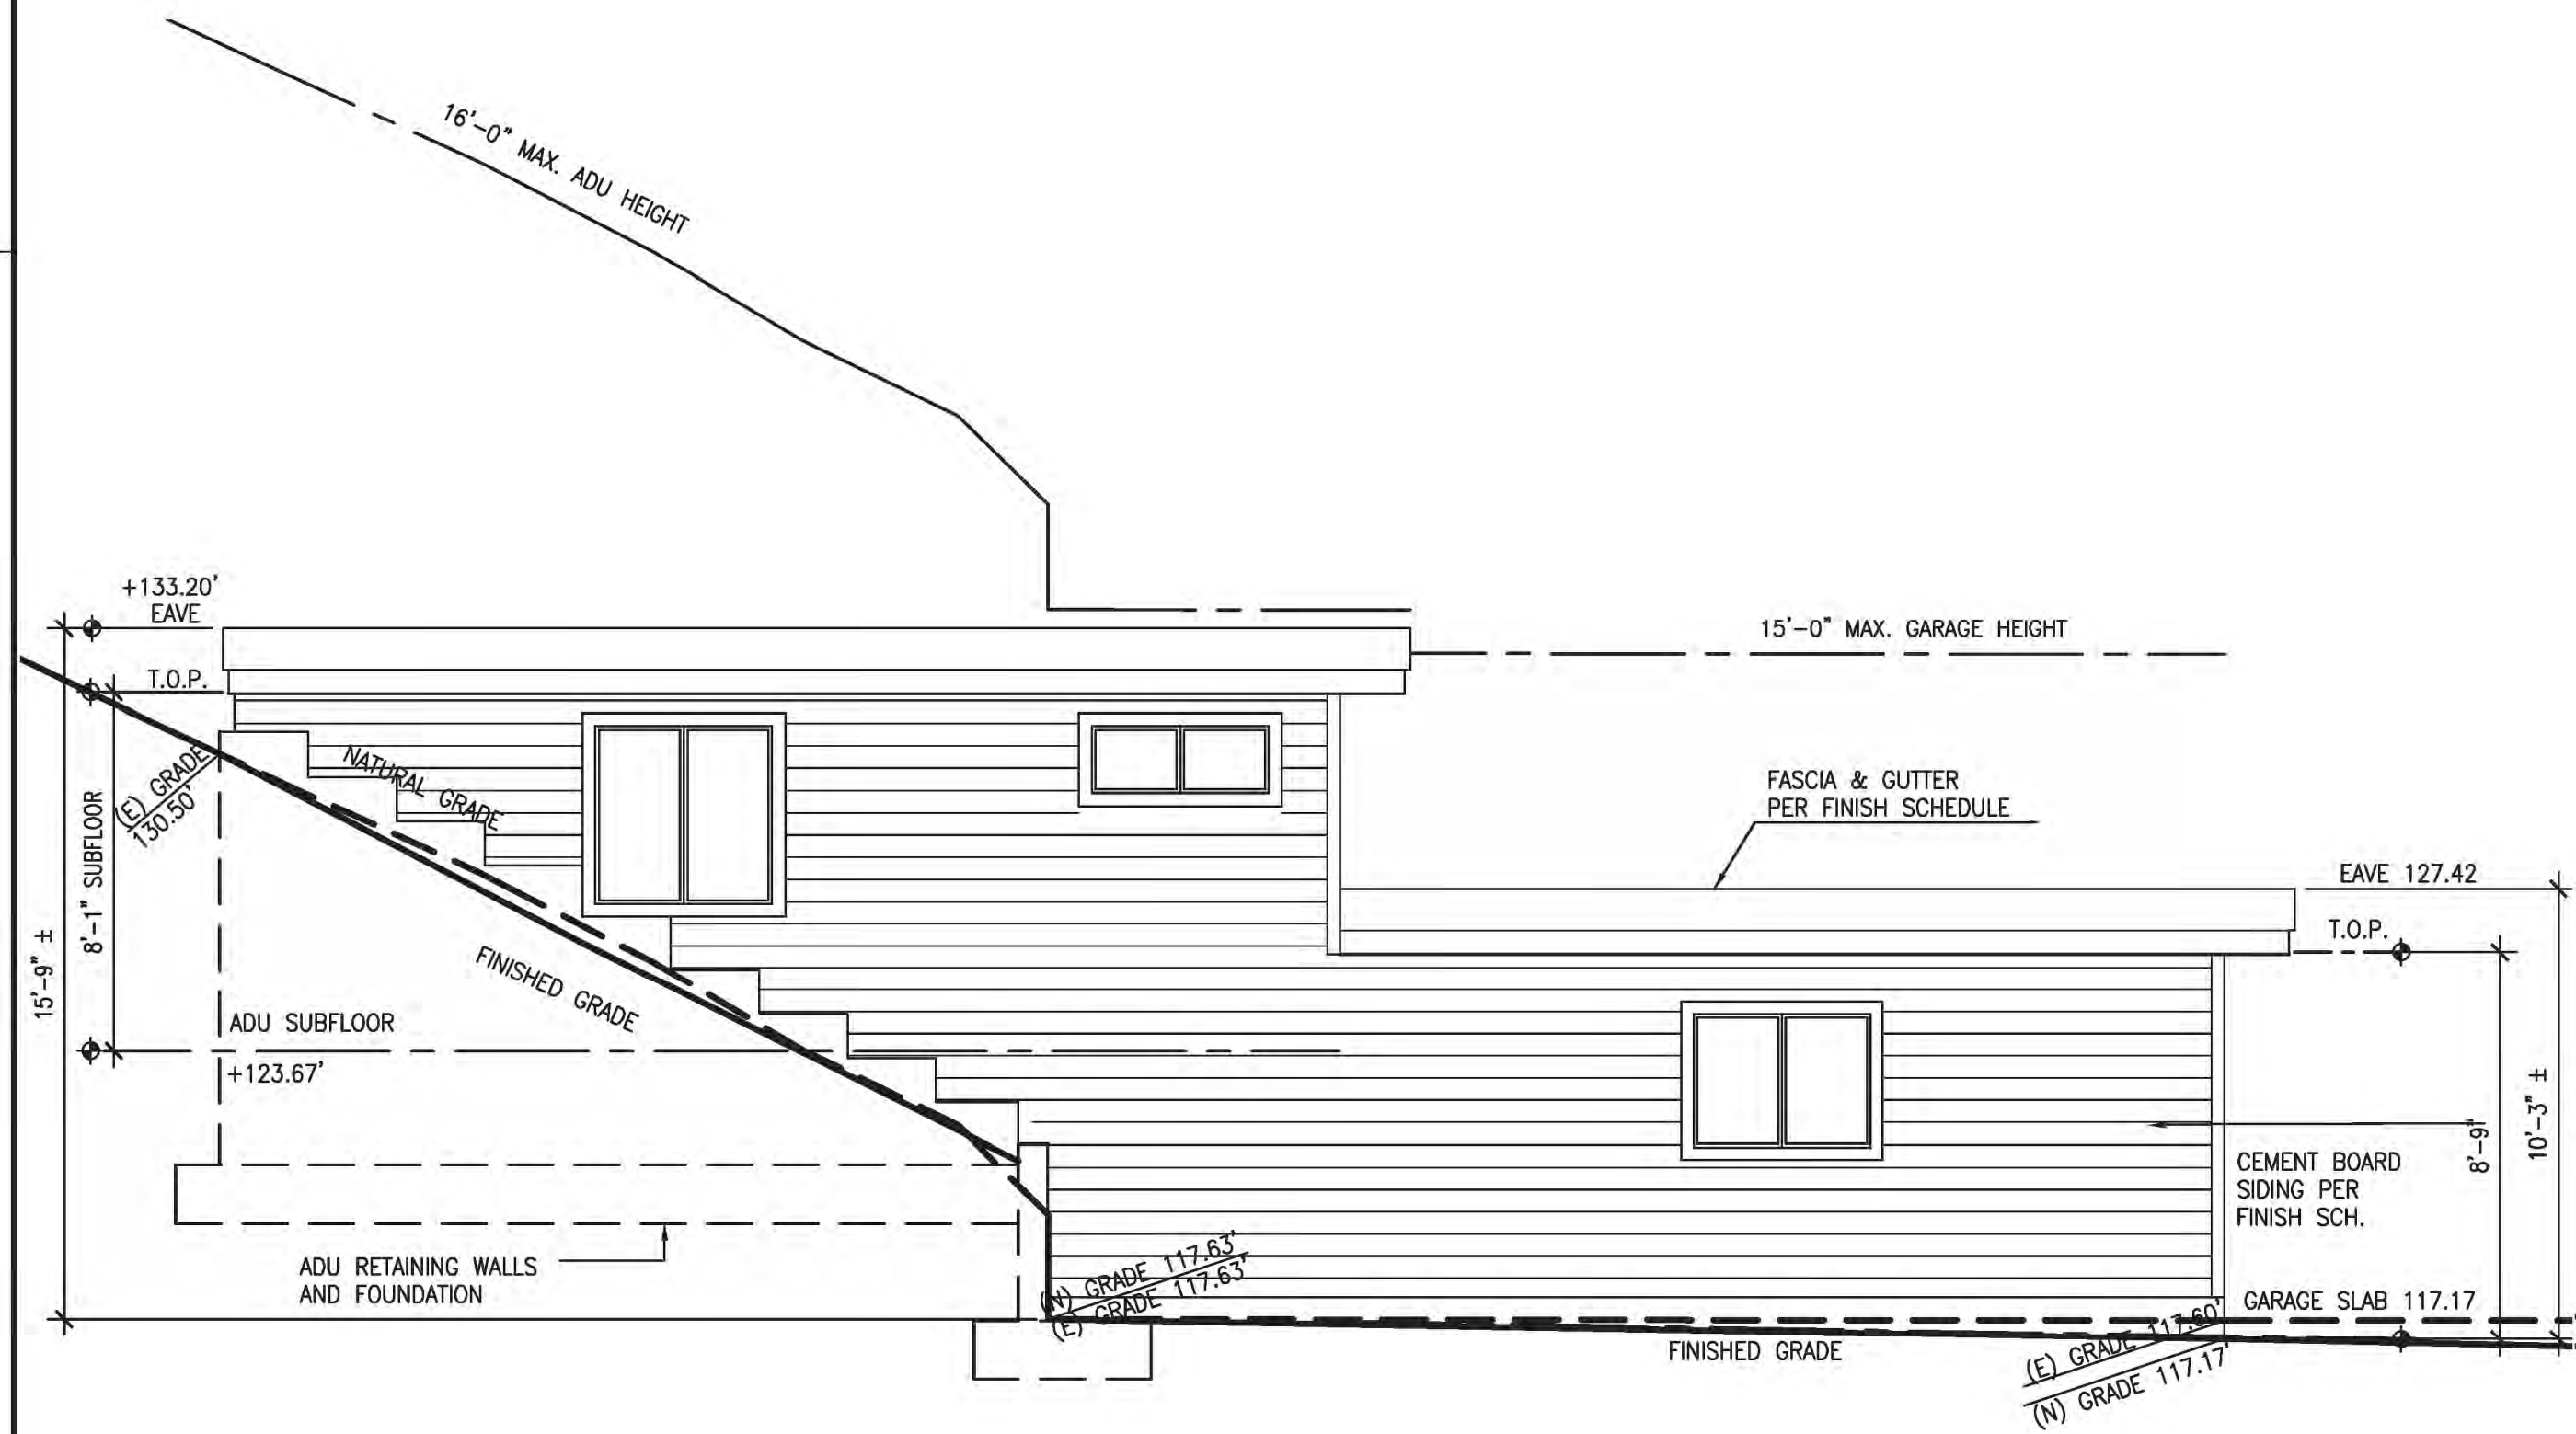 16'-0" MAX. ADU HEIGHT
+133.20'
EAVE
15'-0" MAX. GARAGE HEIGHT
T.O.P.
NATURAL GRADE
(E) GRADE
130.50'
8'-1" SUBFLOOR
15'-9" ±
FASCIA & GUTTER
PER FINISH SCHEDULE
EAVE 127.42
T.O.P.
FINISHED GRADE
ADU SUBFLOOR
+123.67'
8'-9"
10'-3" ±
CEMENT BOARD
SIDING PER
FINISH SCH.
ADU RETAINING WALLS
AND FOUNDATION
(N) GRADE 117.63'
(E) GRADE 117.63'
GARAGE SLAB 117.17
FINISHED GRADE
(E) GRADE 117.60'
(N) GRADE 117.17'